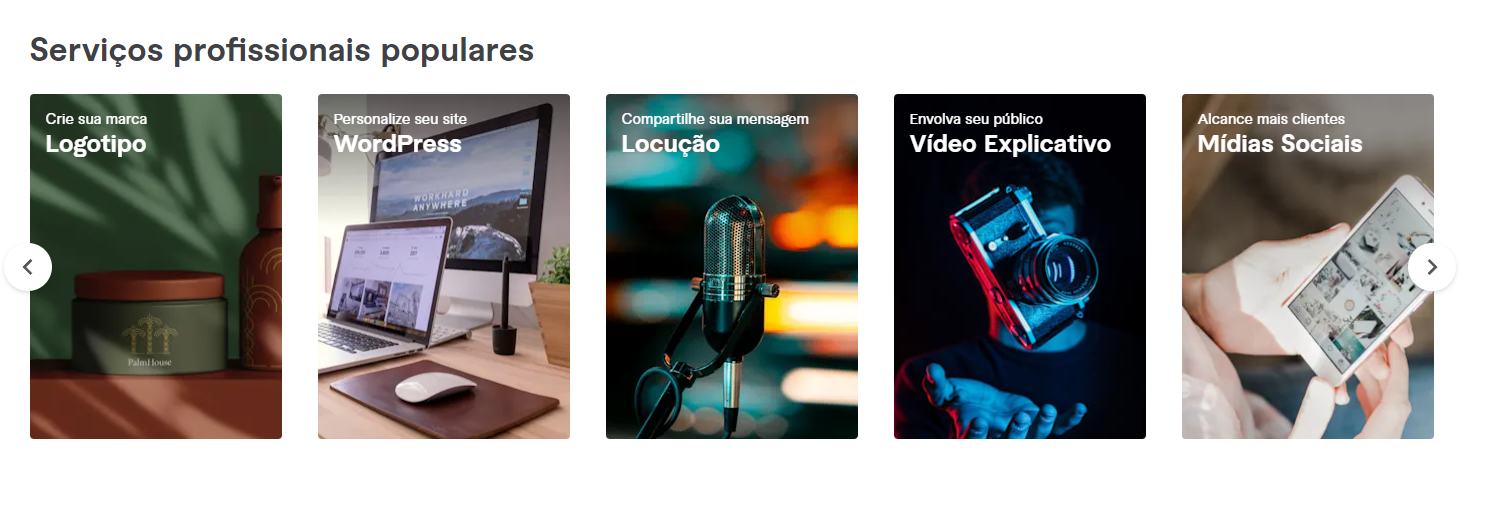 Serviços profissionais populares
Crie sua marca
Logotipo
PalmHouse
Personalize seu site
WordPress
WORKHARD
ANYWHERE
Compartilhe sua mensagem
Locução
Envolva seu público
Vídeo Explicativo
Alcance mais clientes
Mídias Sociais